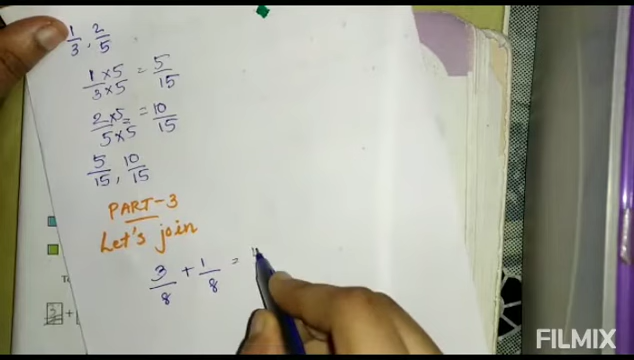 1/3, 2/5
1×5/3×5 = 5/15
2×5/5×5 = 10/15
5/15, 10/15
PART-3
Let's join
3/8 + 1/8 =
3 +
FILMIX